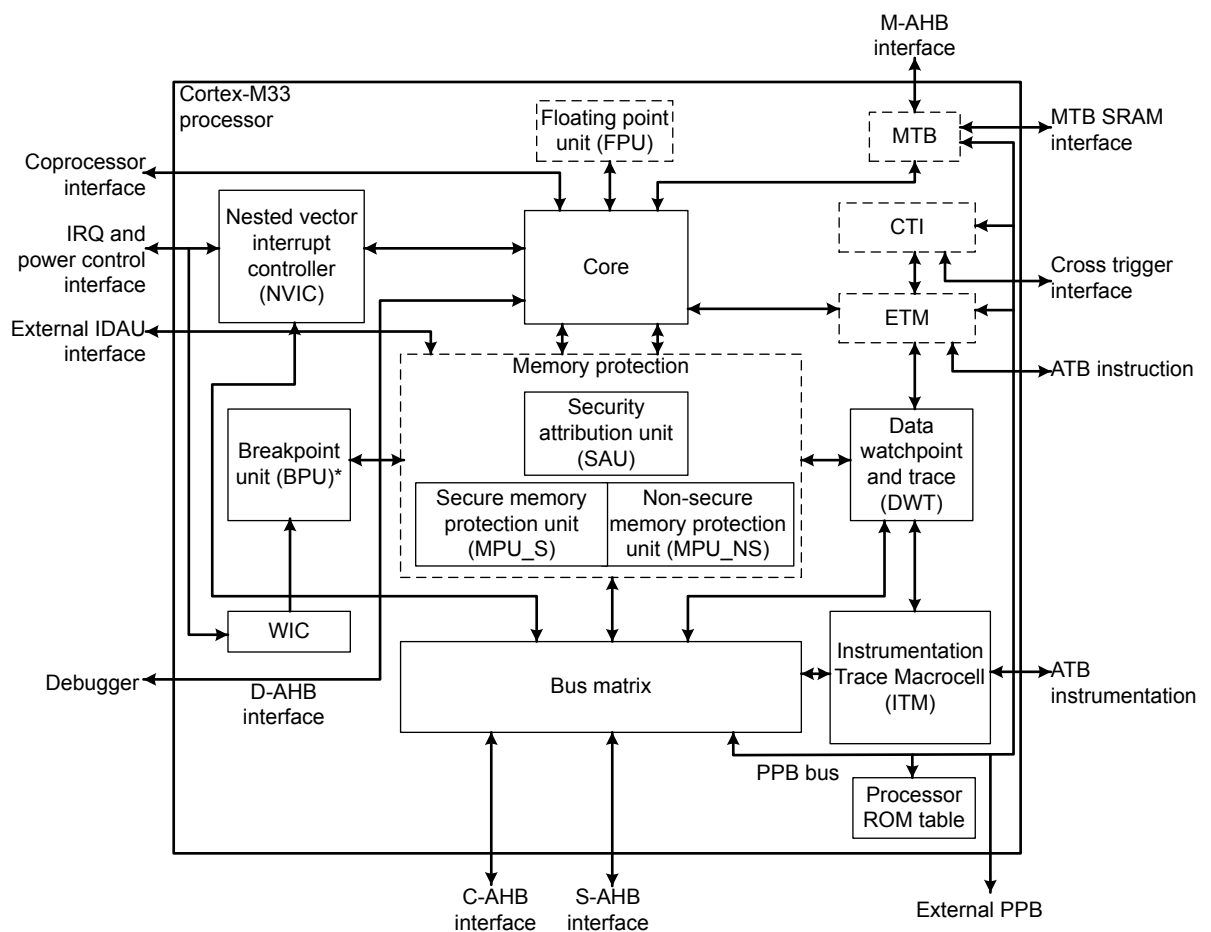 M-AHB
interface
Cortex-M33
processor
Floating point
unit (FPU)
MTB
MTB SRAM
interface
Coprocessor
interface
Nested vector
interrupt
controller
(NVIC)
IRQ and
power control
interface
Core
CTI
Cross trigger
interface
ETM
External IDAU
interface
ATB instruction
Memory protection
Security
attribution unit
(SAU)
Breakpoint
unit (BPU)*
Data
watchpoint
and trace
(DWT)
Secure memory
protection unit
(MPU_S)
Non-secure
memory protection
unit (MPU_NS)
WIC
Bus matrix
Instrumentation
Trace Macrocell
(ITM)
Debugger
D-AHB
interface
ATB
instrumentation
PPB bus
Processor
ROM table
C-AHB
interface
S-AHB
interface
External PPB